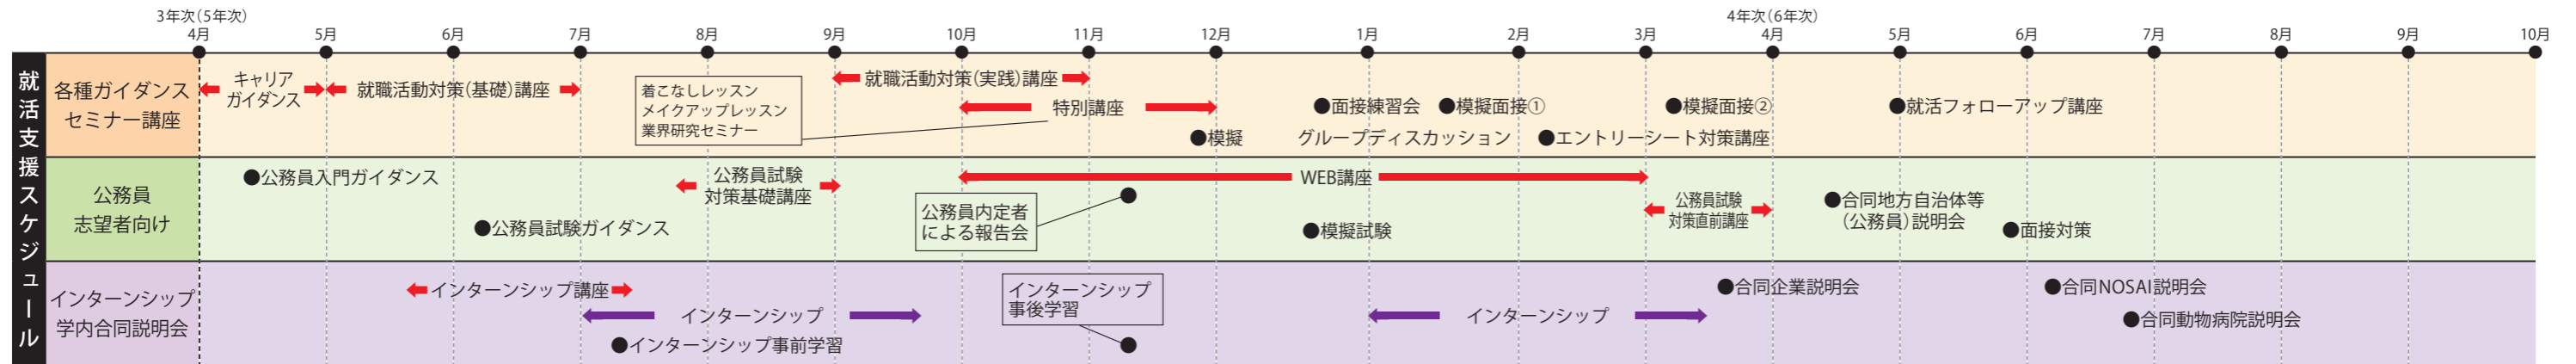 3年次(5年次)
4年次(6年次)
4月 5月 6月 7月 8月 9月 10月 11月 12月 1月 2月 3月 4月 5月 6月 7月 8月 9月 10月
就活支援スケジュール
各種ガイダンス
セミナー講座
キャリア
ガイダンス
就職活動対策(基礎)講座
着こなしレッスン
メイクアップレッスン
業界研究セミナー
就職活動対策(実践)講座
特別講座
●面接練習会
●模擬面接①
●模擬面接②
●就活フォローアップ講座
●模擬 グループディスカッション
●エントリーシート対策講座
公務員
志望者向け
●公務員入門ガイダンス
●公務員試験ガイダンス
公務員試験
対策基礎講座
公務員内定者
による報告会
WEB講座
●模擬試験
公務員試験
対策直前講座
●合同地方自治体等
(公務員)説明会
●面接対策
インターンシップ
学内合同説明会
インターンシップ講座
インターンシップ
●インターンシップ事前学習
インターンシップ
事後学習
インターンシップ
●合同企業説明会
●合同NOSAI説明会
●合同動物病院説明会